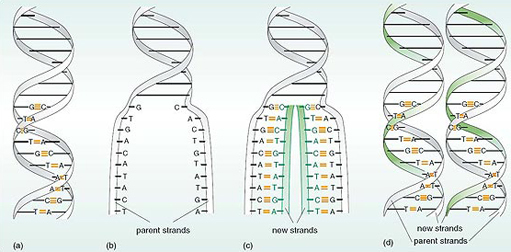 G≡C
T=A
C G
T=A
G≡C
T=A
A=T
A=T
C≡G
T=A
(a)
G C
T A
G C
A T
C G
A T
T A
A T
C G
T A
parent strands
(b)
G≡C G≡C
T=A T=A
G≡C G≡C
A=T A=T
C≡G C≡G
A=T A=T
T=A T=A
A=T A=T
C≡G C≡G
T=A T=A
new strands
(c)
G≡C G≡C
T=A T=A
C G C G
T=A T=A
G≡C G≡C
T=A T=A
A=T A=T
A=T A=T
C≡G C≡G
T=A T=A
new strands
parent strands
(d)